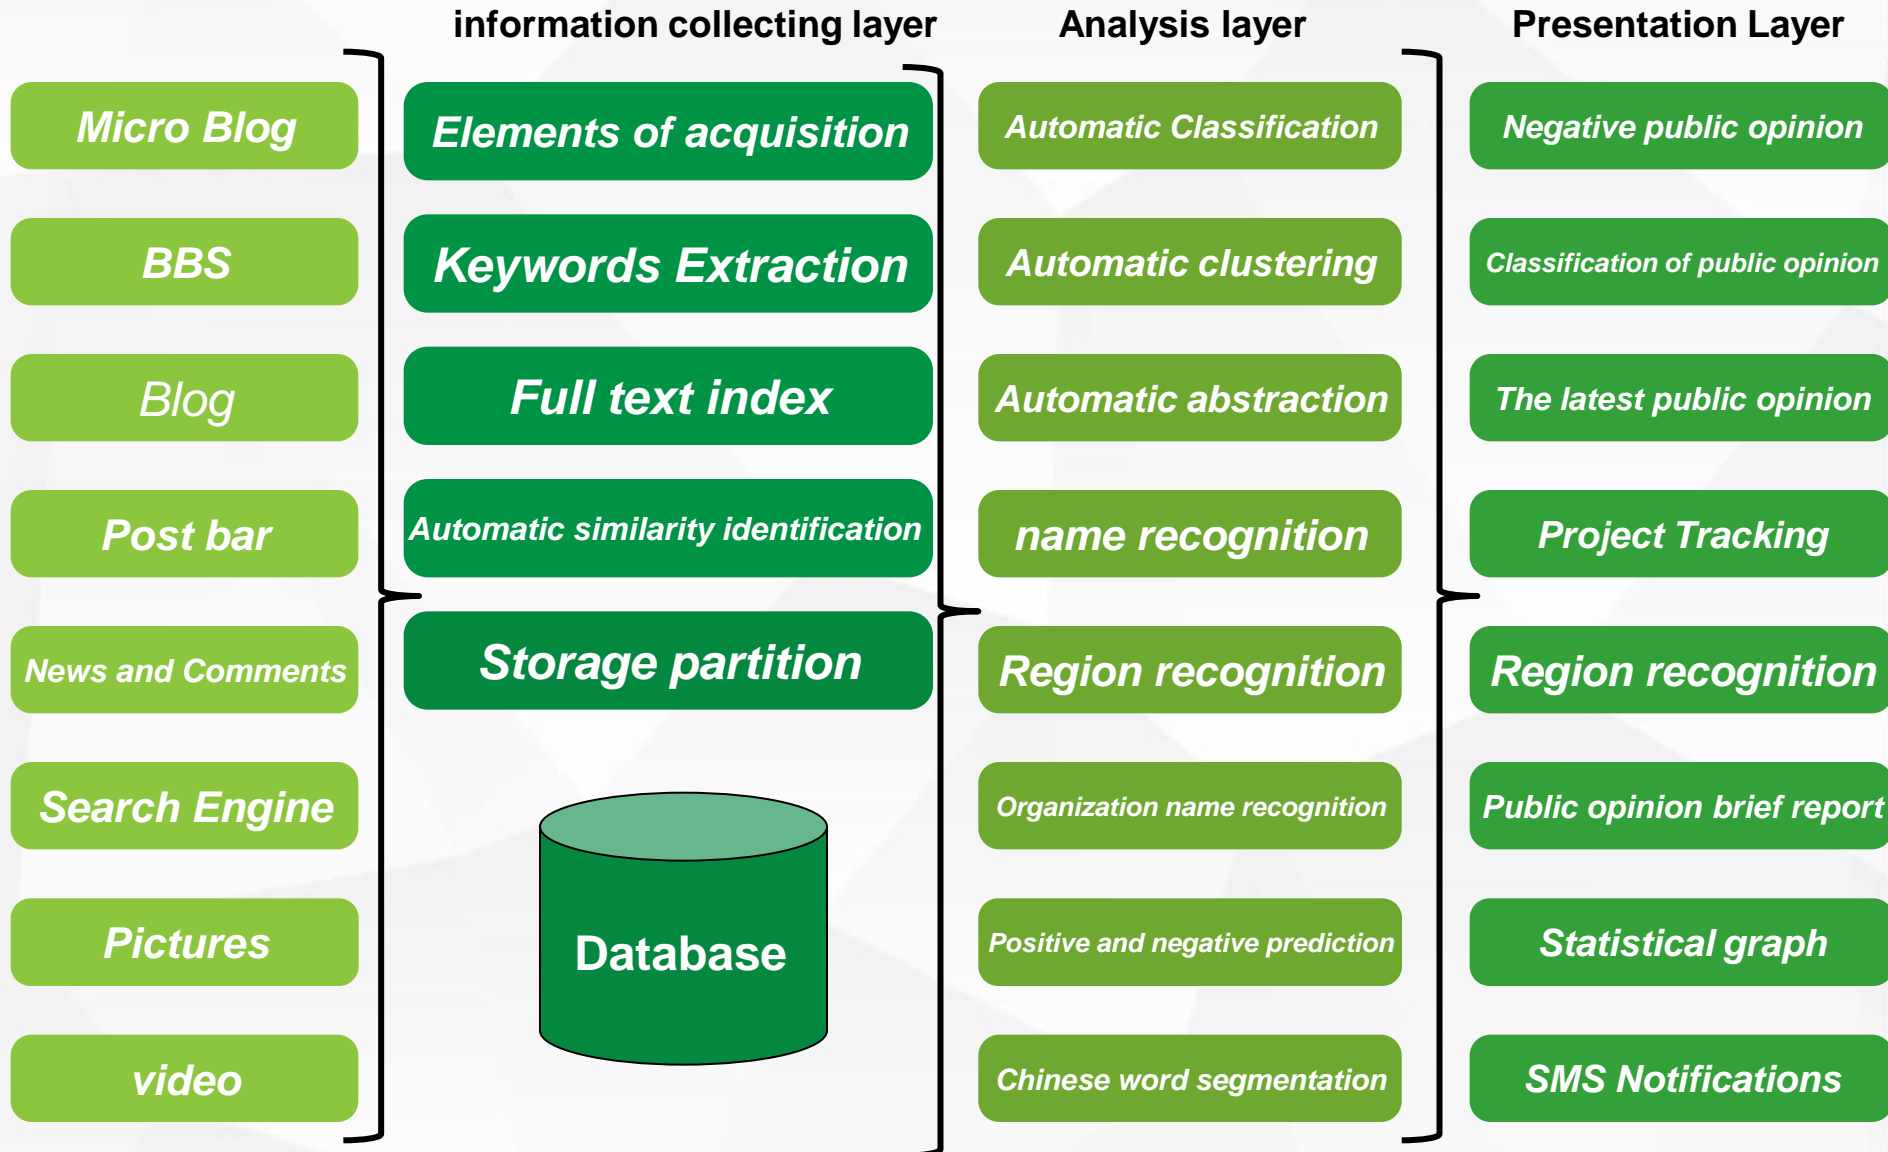 information collecting layer
Analysis layer
Presentation Layer
Micro Blog
BBS
Blog
Post bar
News and Comments
Search Engine
Pictures
video
Elements of acquisition
Keywords Extraction
Full text index
Automatic similarity identification
Storage partition
Database
Automatic Classification
Automatic clustering
Automatic abstraction
name recognition
Region recognition
Organization name recognition
Positive and negative prediction
Chinese word segmentation
Negative public opinion
Classification of public opinion
The latest public opinion
Project Tracking
Region recognition
Public opinion brief report
Statistical graph
SMS Notifications